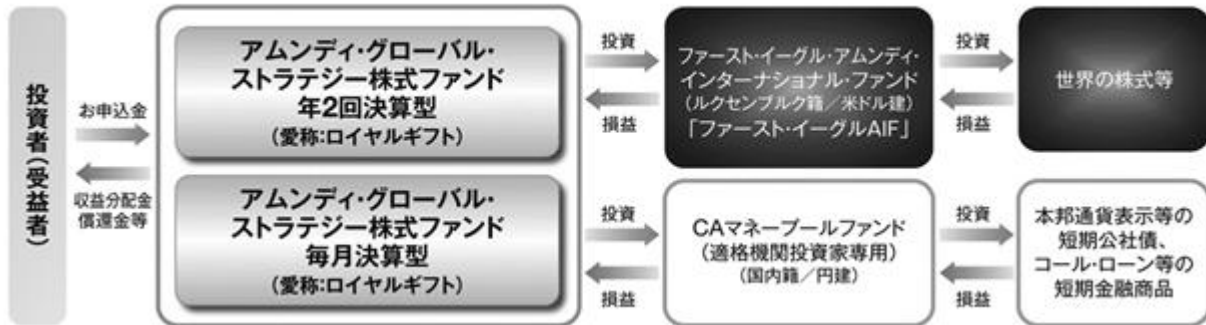 投資者(受益者)
お申込金
収益分配金
償還金等
アムンディ・グローバル・
ストラテジー株式ファンド
年2回決算型
(愛称:ロイヤルギフト)
アムンディ・グローバル・
ストラテジー株式ファンド
毎月決算型
(愛称:ロイヤルギフト)
投資
損益
ファースト・イーグル・アムンディ・
インターナショナル・ファンド
(ルクセンブルク籍/米ドル建)
「ファースト・イーグルAIF」
投資
損益
世界の株式等
投資
損益
CAマネープールファンド
(適格機関投資家専用)
(国内籍/円建)
投資
損益
本邦通貨表示等の
短期公社債、
コール・ローン等の
短期金融商品